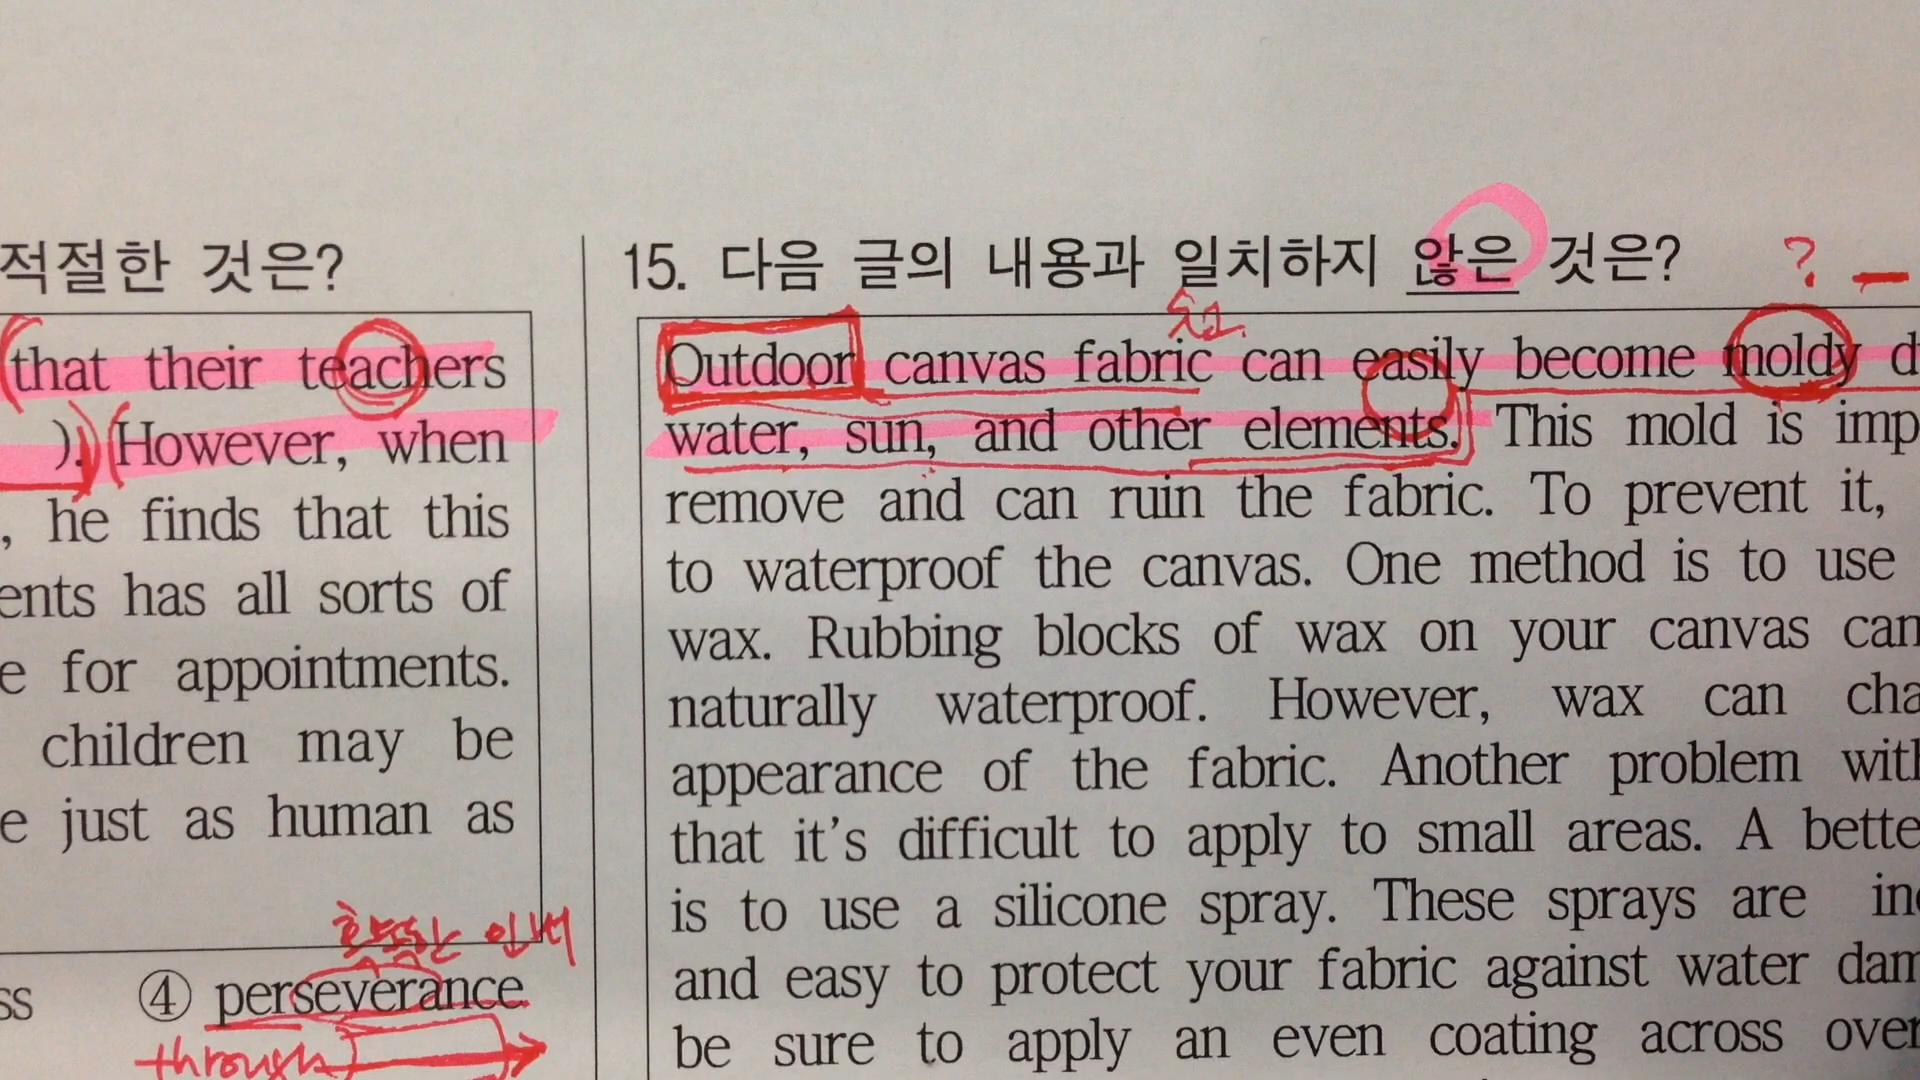 적절한 것은?
that their teachers
). However, when
, he finds that this
ents has all sorts of
e for appointments.
children may be
e just as human as
ss ④ perseverance
through
15. 다음 글의 내용과 일치하지 않은 것은? ?
Outdoor canvas fabric can easily become moldy d
water, sun, and other elements. This mold is imp
remove and can ruin the fabric. To prevent it,
to waterproof the canvas. One method is to use
wax. Rubbing blocks of wax on your canvas can
naturally waterproof. However, wax can cha
appearance of the fabric. Another problem with
that it's difficult to apply to small areas. A bette
is to use a silicone spray. These sprays are in
and easy to protect your fabric against water dam
be sure to apply an even coating across over